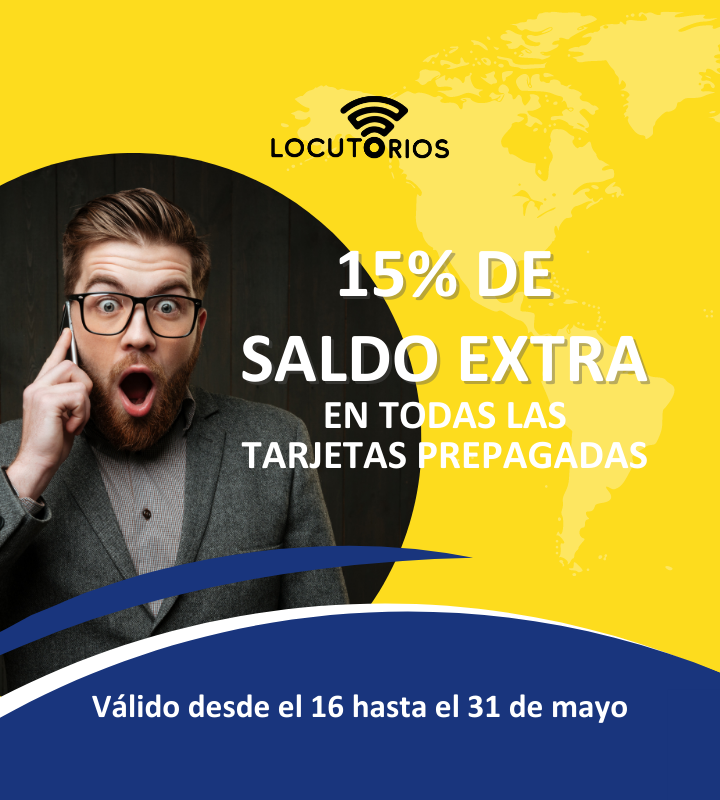 LOCUTORIOS
15% DE
SALDO EXTRA
EN TODAS LAS
TARJETAS PREPAGADAS
Válido desde el 16 hasta el 31 de mayo